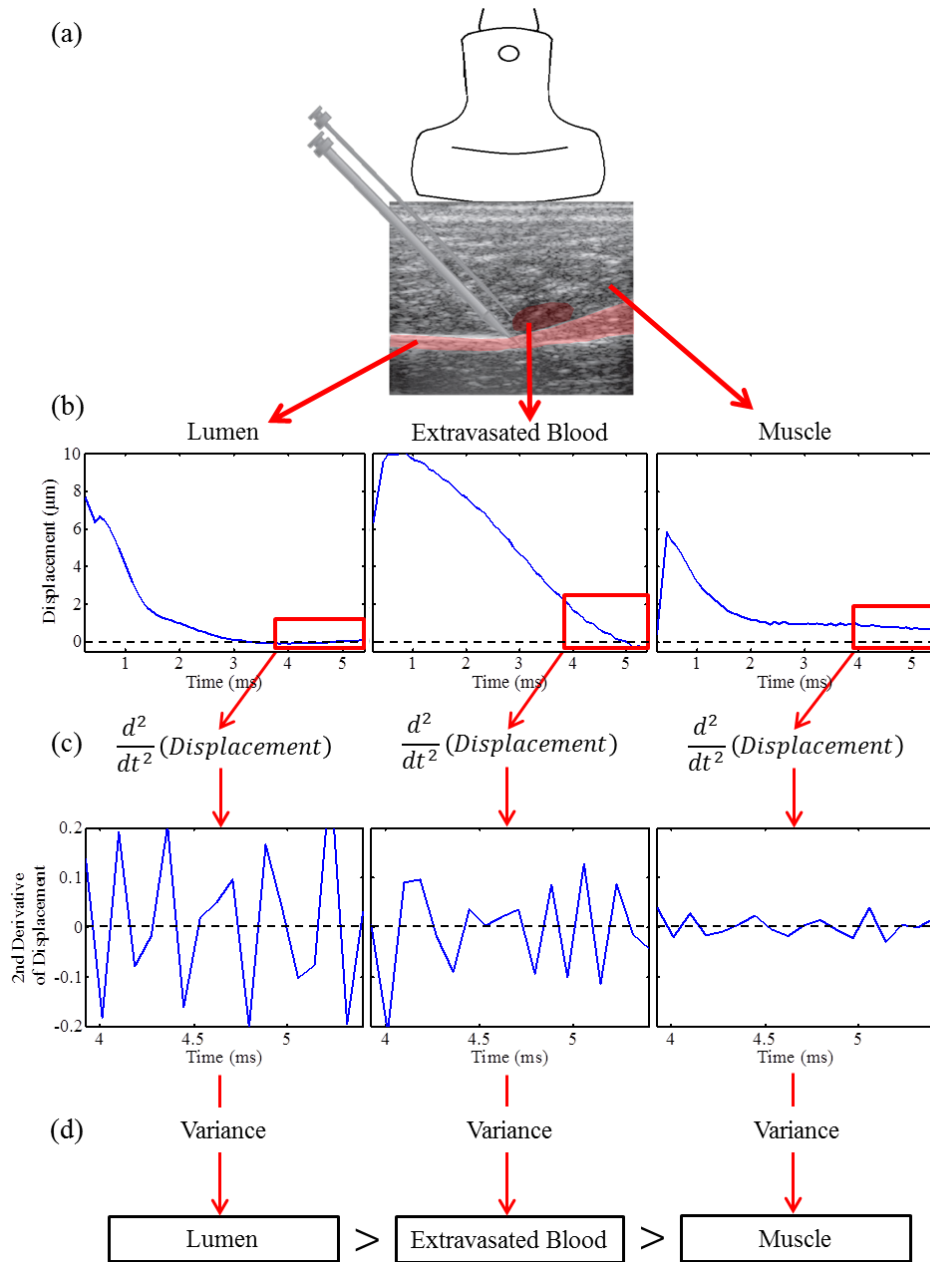 (a)
(b)
Lumen Extravasated Blood Muscle
Displacement (μm)
10
8
6
4
2
0
1 2 3 4 5 1 2 3 4 5 1 2 3 4 5
Time (ms) Time (ms) Time (ms)
(c)
d²/dt² (Displacement) d²/dt² (Displacement) d²/dt² (Displacement)
2nd Derivative
of Displacement
0.2
0.1
0
-0.1
-0.2
4 4.5 5 4 4.5 5 4 4.5 5
Time (ms) Time (ms) Time (ms)
(d)
Variance Variance Variance
Lumen > Extravasated Blood > Muscle